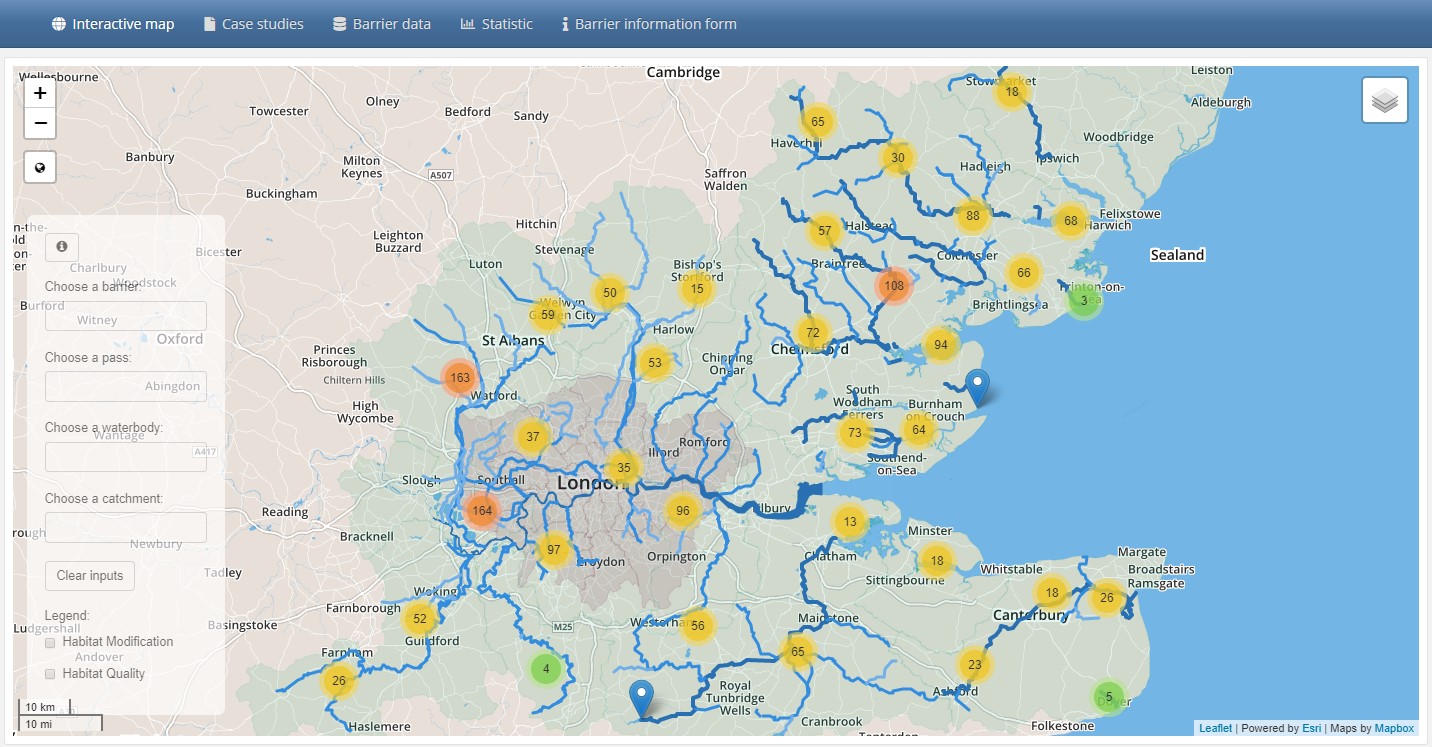 Interactive map Case studies Barrier data Statistic Barrier information form
Cambridge
Leiston
Wellesbourne
Stowmarket
18
+
Olney
Aldeburgh
Towcester
Bedford
Sandy
65
−
Woodbridge
Haverhill
Banbury
30
Ipswich
Milton
Keynes
Hadleigh
A507
Saffron
Walden
Buckingham
88
68
Felixstowe
Harwich
Hitchin
Halstead
57
Leighton
Buzzard
Stevenage
Bicester
Colchester
Sealand
Luton
Bishop's
Stortford
Braintree
66
Charlbury
Woodstock
Choose a barrier:
108
Frinton-on-
Sea
3
50
15
Burford
Welwyn
Garden City
59
Brightlingsea
Witney
Harlow
72
Oxford
St Albans
94
Princes
Risborough
Chelmsford
Choose a pass:
53
Chipping
Ongar
Chiltern Hills
163
Abingdon
Watford
South
Woodham
Ferrers
Burnham
on Crouch
High
Wycombe
Choose a waterbody:
Wantage
37
73
64
Romford
Ilford
A417
35
Southend-
on-Sea
Slough
Southall
London
Choose a catchment:
164
96
Tilbury
Reading
13
Minster
Bracknell
Newbury
97
Croydon
Orpington
Chatham
18
Margate
Broadstairs
Ramsgate
Whitstable
Clear inputs
Tadley
Sittingbourne
Woking
18
26
Farnborough
Legend:
52
Canterbury
Maidstone
Ludgershall
Basingstoke
M25
Westerham
56
Habitat Modification
Guildford
Andover
Farnham
65
4
23
Habitat Quality
26
Ashford
Royal
Tunbridge
Wells
5
Dover
10 km
10 mi
Haslemere
Cranbrook
Folkestone
Leaflet | Powered by Esri | Maps by Mapbox